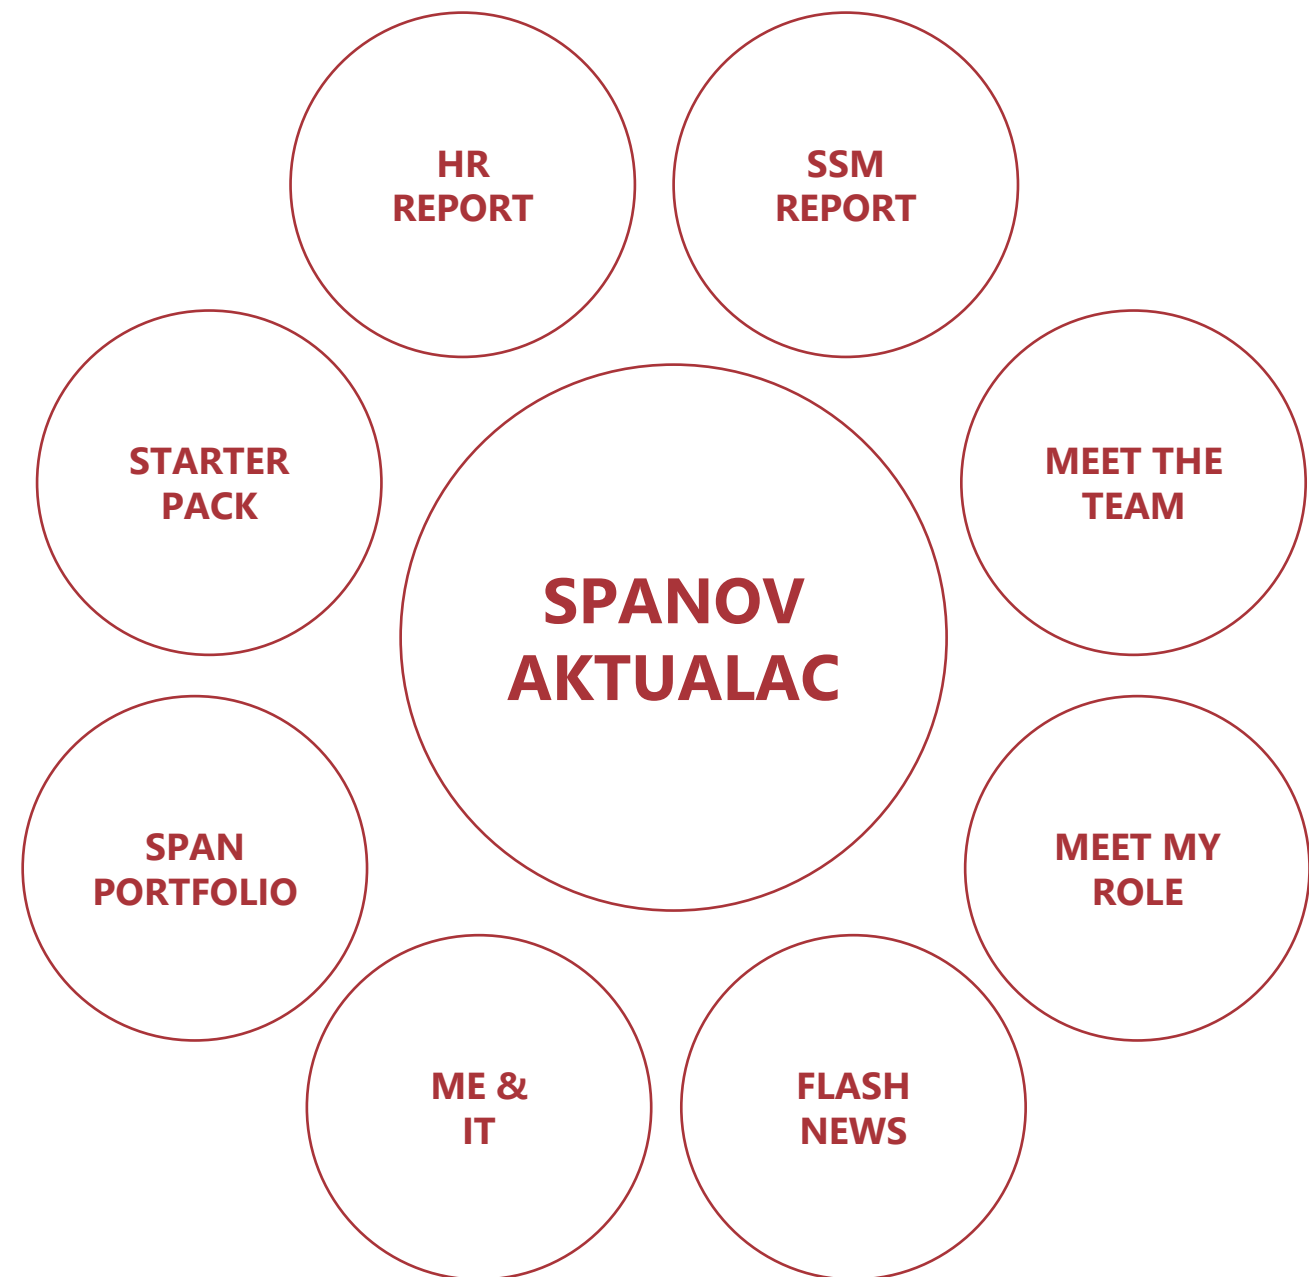 HR
REPORT
SSM
REPORT
STARTER
PACK
MEET THE
TEAM
SPANOV
AKTUALAC
SPAN
PORTFOLIO
MEET MY
ROLE
ME &
IT
FLASH
NEWS